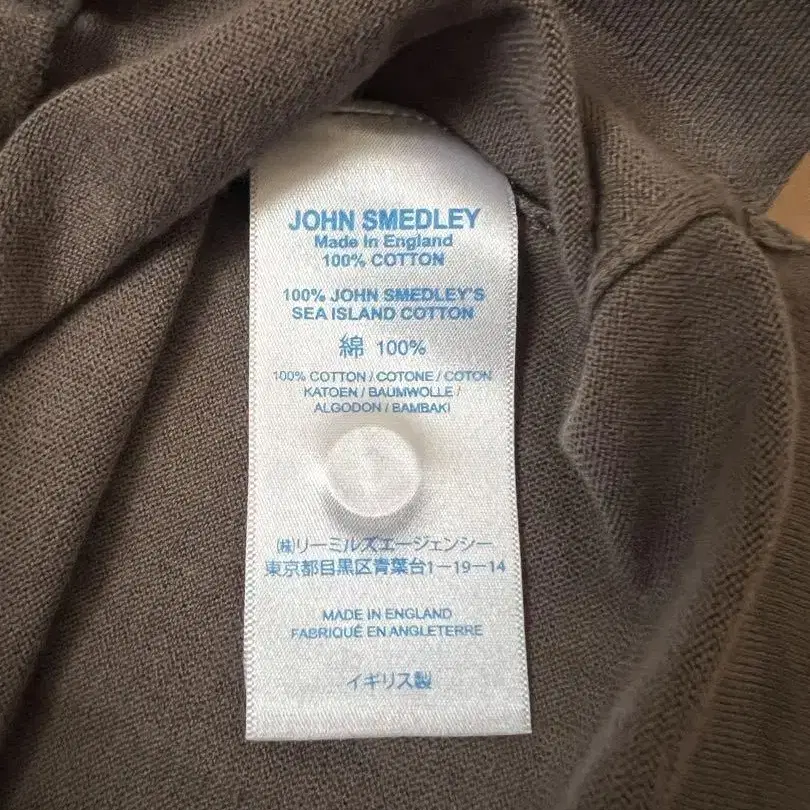 JOHN SMEDLEY
Made In England
100% COTTON
100% JOHN SMEDLEY'S
SEA ISLAND COTTON
綿 100%
100% COTTON / COTONE / COTON
KATOEN / BAUMWOLLE /
ALGODON / BAMBAKI
㈱リーミルズエージェンシー
東京都目黒区青葉台1-19-14
MADE IN ENGLAND
FABRIQUÉ EN ANGLETERRE
イギリス製